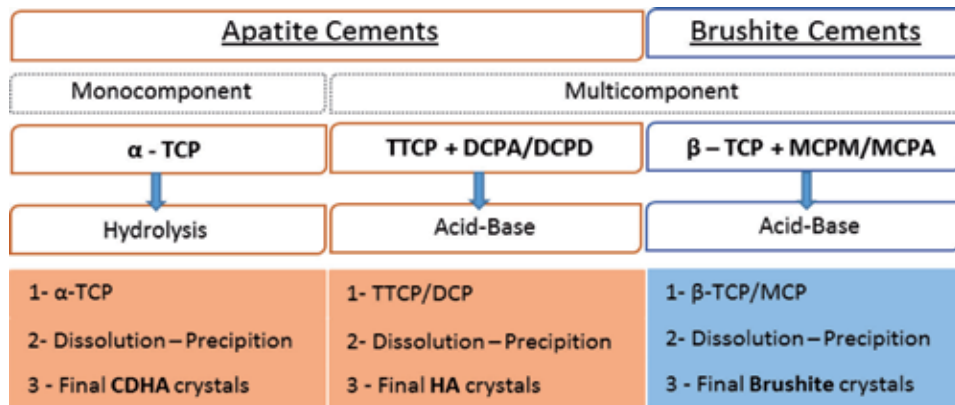 Apatite Cements
Brushite Cements
Monocomponent
Multicomponent
α - TCP
TTCP + DCPA/DCPD
β – TCP + MCPM/MCPA
Hydrolysis
Acid-Base
Acid-Base
1- α-TCP
2- Dissolution – Precipition
3 - Final CDHA crystals
1- TTCP/DCP
2- Dissolution – Precipition
3 - Final HA crystals
1- β-TCP/MCP
2- Dissolution – Precipition
3 - Final Brushite crystals